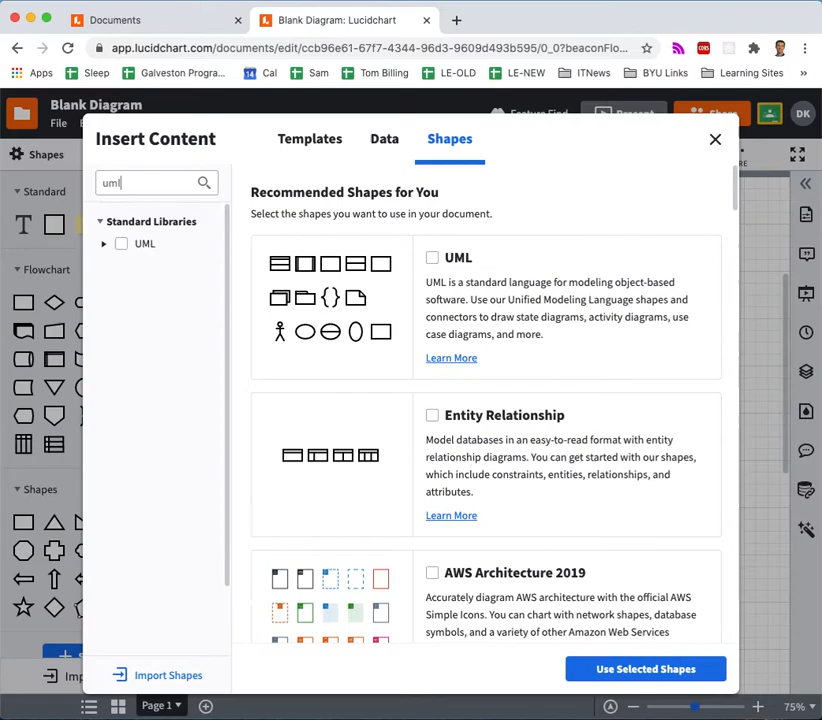 Documents
Blank Diagram: Lucidchart
app.lucidchart.com/documents/edit/ccb96e61-67f7-4344-96d3-9609d493b595/0_0?beaconFlo...
Apps
Sleep
Galveston Progra...
Cal
Sam
Tom Billing
LE-OLD
LE-NEW
ITNews
BYU Links
Learning Sites
Blank Diagram
File
Feature Find
Present
Share
DK
Insert Content
Templates
Data
Shapes
Shapes
uml
Standard
Standard Libraries
UML
Flowchart
Shapes
Import Shapes
Recommended Shapes for You
Select the shapes you want to use in your document.
UML
UML is a standard language for modeling object-based
software. Use our Unified Modeling Language shapes and
connectors to draw state diagrams, activity diagrams, use
case diagrams, and more.
Learn More
Entity Relationship
Model databases in an easy-to-read format with entity
relationship diagrams. You can get started with our shapes,
which include constraints, entities, relationships, and
attributes.
Learn More
AWS Architecture 2019
Accurately diagram AWS architecture with the official AWS
Simple Icons. You can chart with network shapes, database
symbols, and a variety of other Amazon Web Services
Use Selected Shapes
Page 1
75%